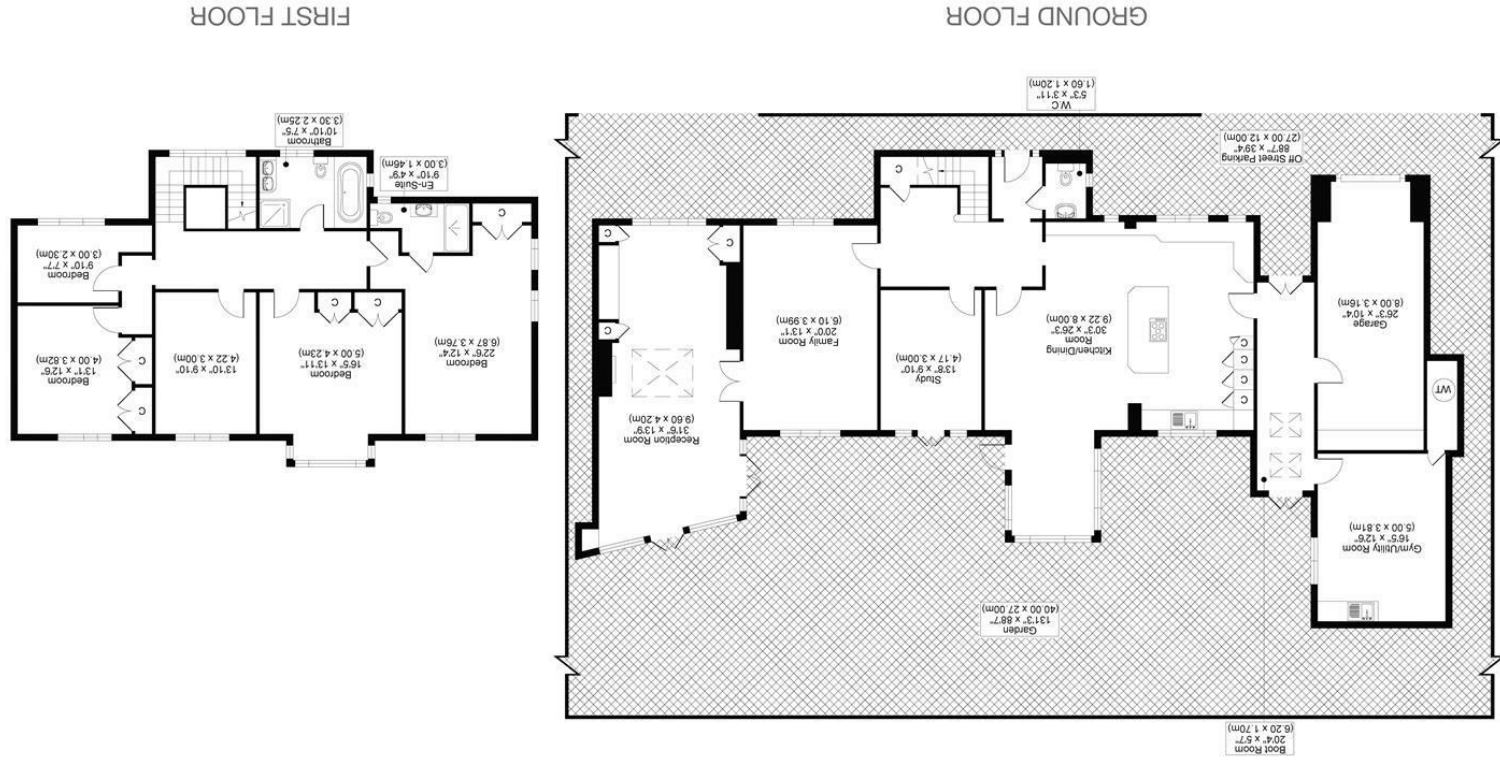 Boot Room
20'4" x 5'7"
(6.20 x 1.70m)
Gym/Utility Room
16'5" x 12'6"
(5.00 x 3.81m)
Garden
131'3" x 88'7"
(40.00 x 27.00m)
WT
Garage
26'3" x 10'4"
(8.00 x 3.16m)
C
C
C
C
Kitchen/Dining
Room
30'3" x 26'3"
(9.22 x 8.00m)
Study
13'8" x 9'10"
(4.17 x 3.00m)
Family Room
20'0" x 13'1"
(6.10 x 3.99m)
Reception Room
31'6" x 13'9"
(9.60 x 4.20m)
C
C
C
C
Off Street Parking
88'7" x 39'4"
(27.00 x 12.00m)
W.C
5'3" x 3'11"
(1.60 x 1.20m)
GROUND FLOOR
Bedroom
22'6" x 12'4"
(6.87 x 3.76m)
C
Bedroom
16'5" x 13'11"
(5.00 x 4.23m)
C
C
13'10" x 9'10"
(4.22 x 3.00m)
C
C
Bedroom
13'1" x 12'6"
(4.00 x 3.82m)
Bedroom
9'10" x 7'7"
(3.00 x 2.30m)
En-Suite
9'10" x 4'9"
(3.00 x 1.46m)
Bathroom
10'10" x 7'5"
(3.30 x 2.25m)
FIRST FLOOR